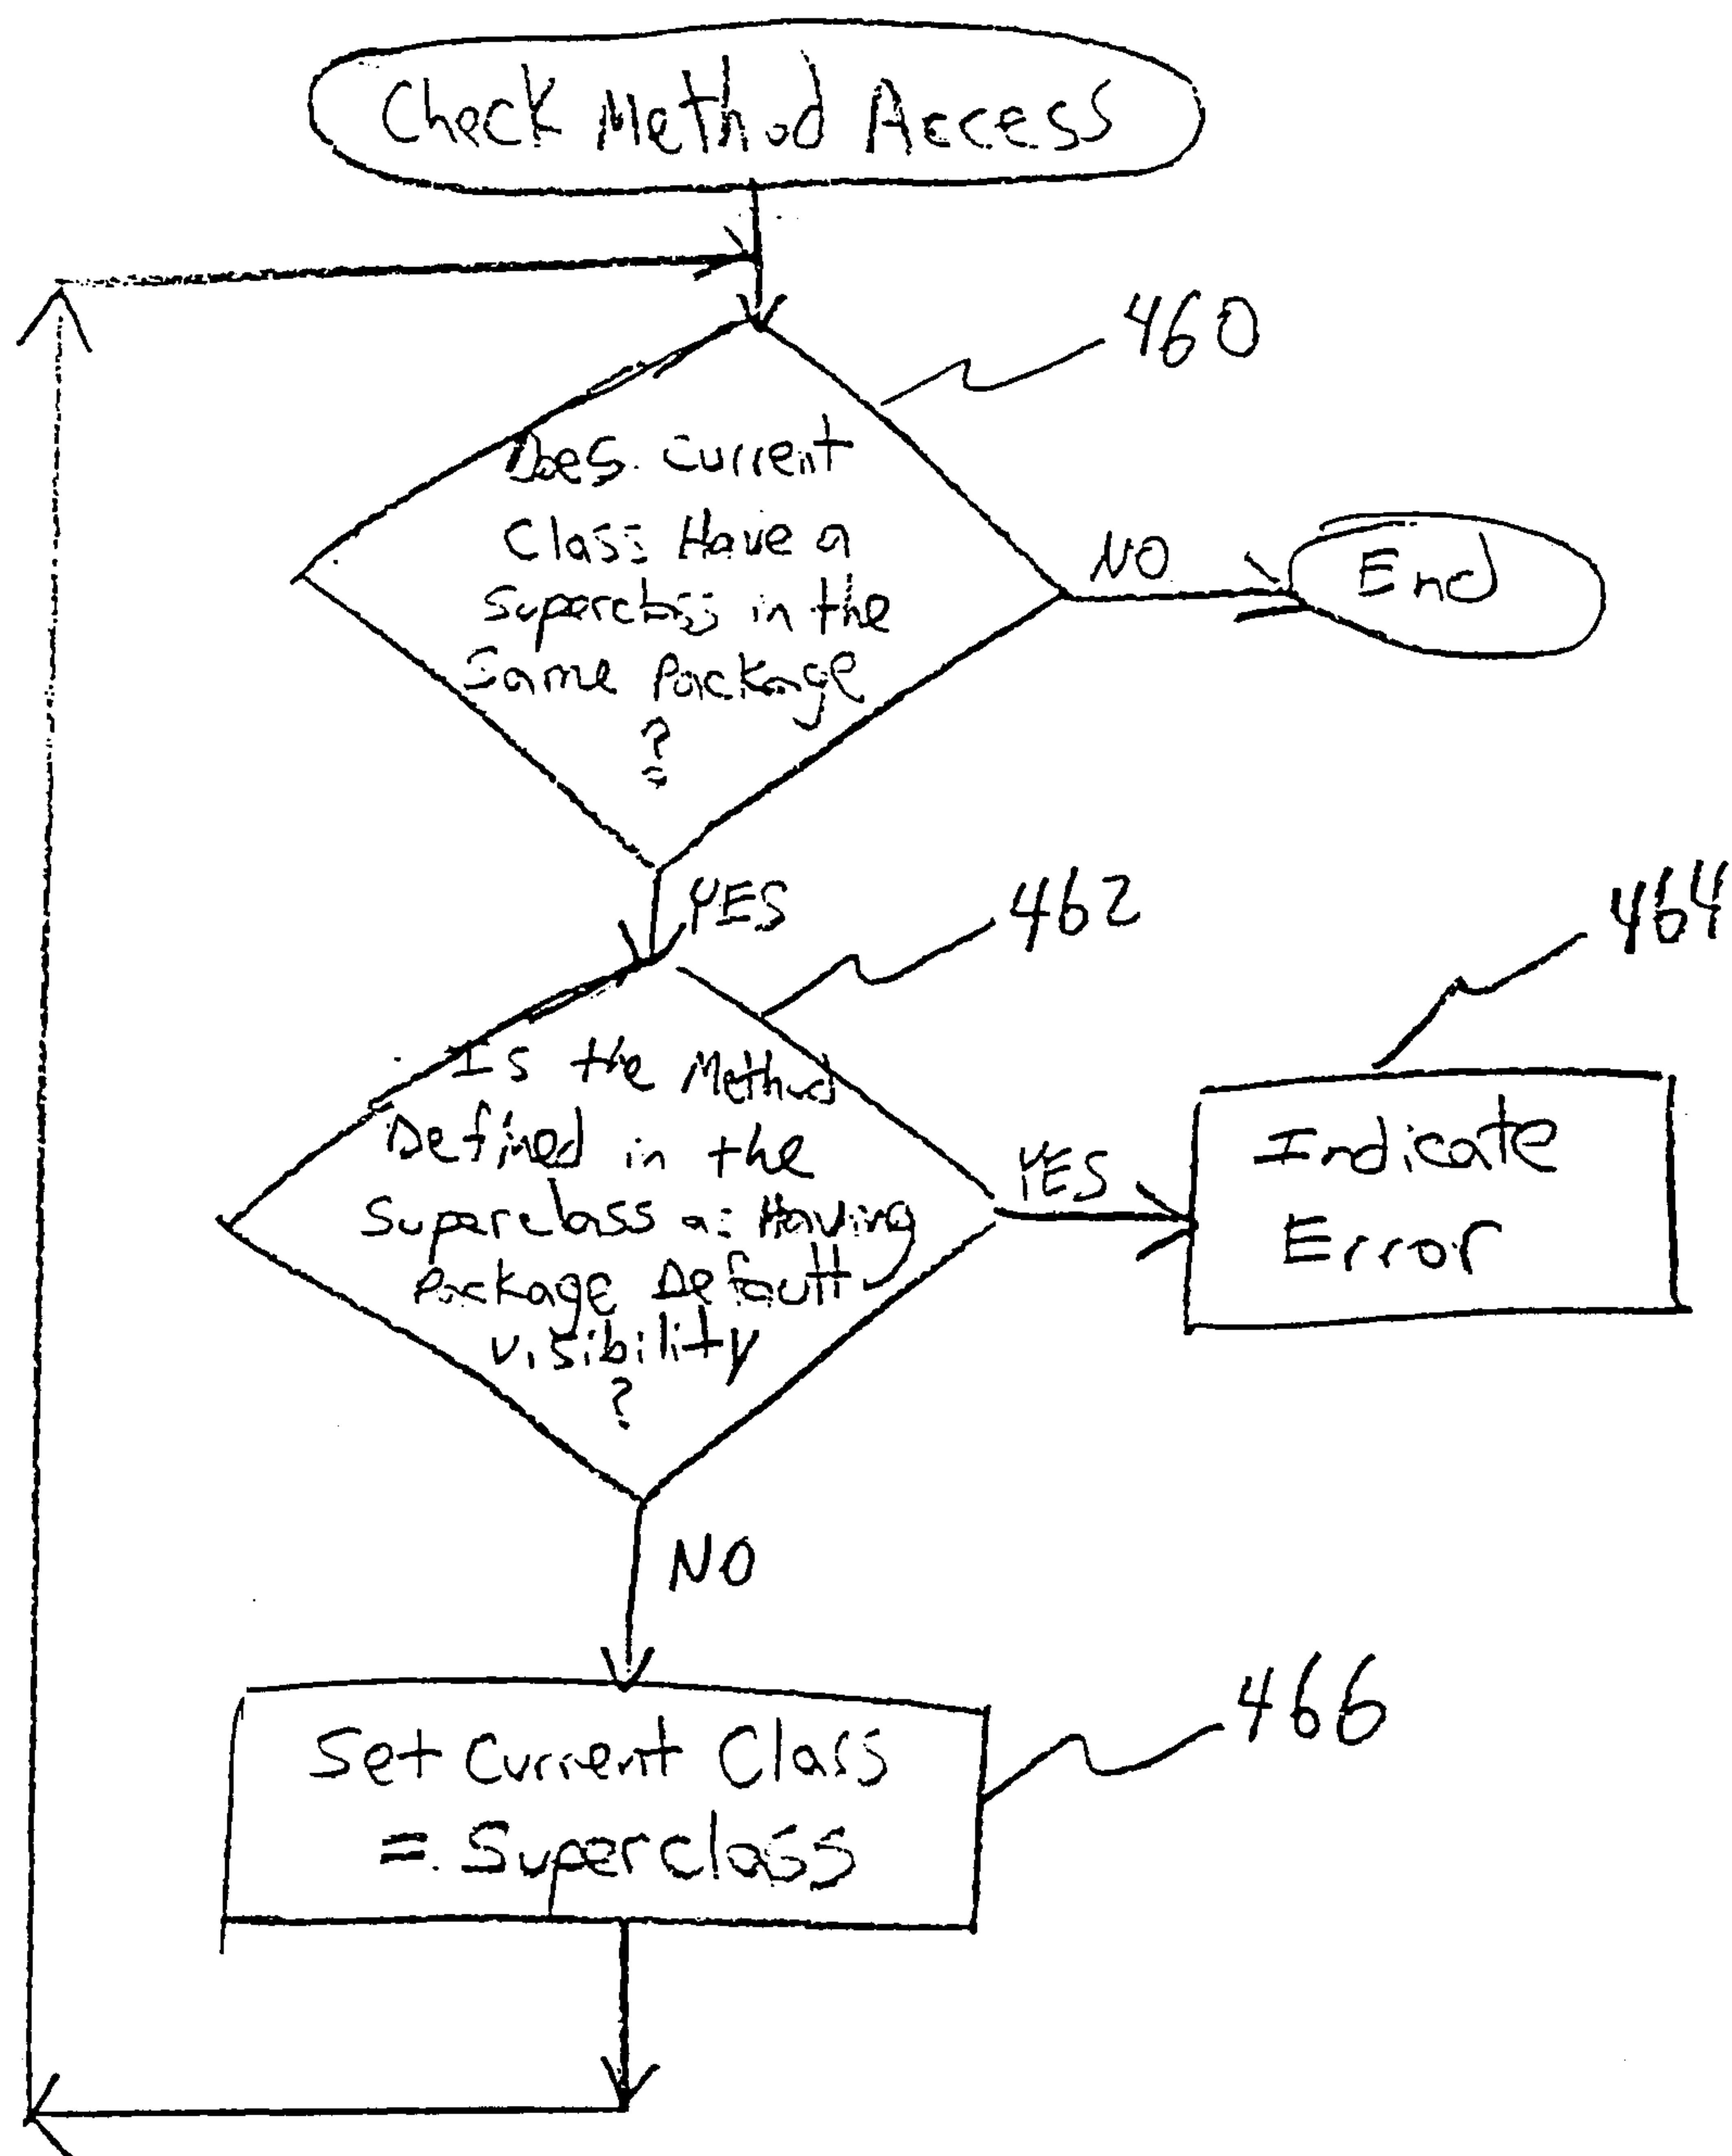 Check Method Access
460
Does Current
Class Have a
Superclass in the
Same Package
?
NO
End
YES
462
464
Is the Method
Defined in the
Superclass as Having
Package Default
Visibility
?
YES
Indicate
Error
NO
466
Set Current Class
= Superclass